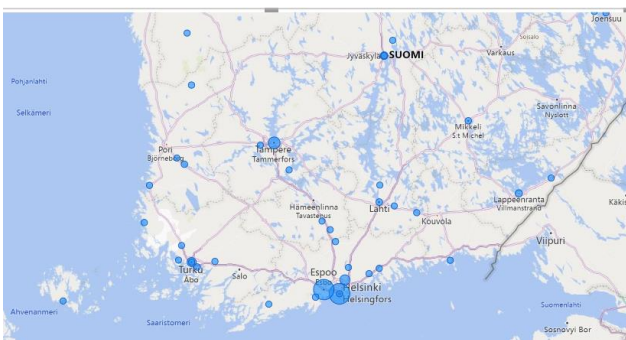 Joensuu
Suisalo
Jyväskylä
SUOMI
Varkaus
Pohjanlahti
Selkämeri
Savonlinna
Nyslott
Mikkeli
S:t Michel
Pori
Björneborg
Tampere
Tammerfors
Hämeenlinna
Tavastehus
Lahti
Kouvola
Lappeenranta
Villmanstrand
Viipuri
Turku
Åbo
Salo
Espoo
Helsinki
Helsingfors
Ahvenanmeri
Saaristomeri
Suomenlahti
Sosnovyi Bor